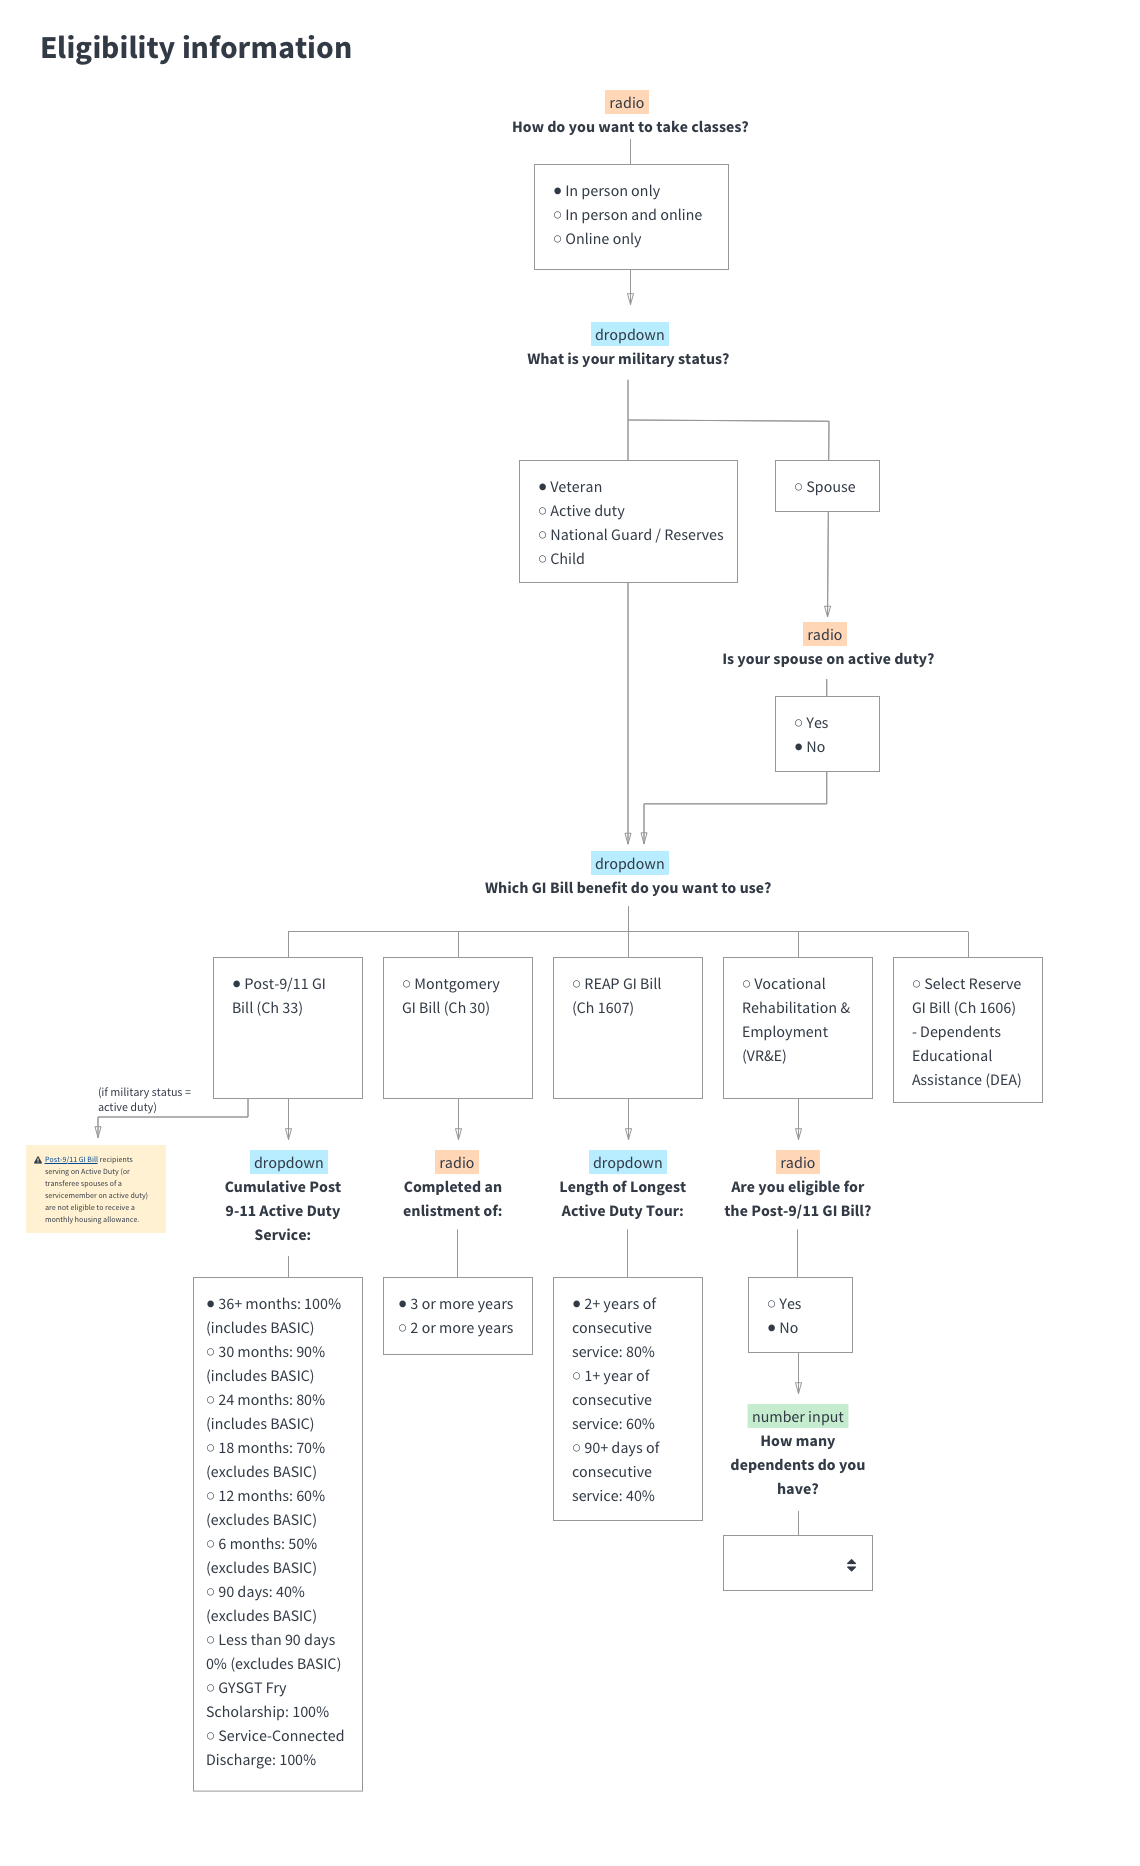 Eligibility information
radio
How do you want to take classes?
● In person only
○ In person and online
○ Online only
dropdown
What is your military status?
● Veteran
○ Active duty
○ National Guard / Reserves
○ Child
○ Spouse
radio
Is your spouse on active duty?
○ Yes
● No
dropdown
Which GI Bill benefit do you want to use?
● Post-9/11 GI
Bill (Ch 33)
○ Montgomery
GI Bill (Ch 30)
○ REAP GI Bill
(Ch 1607)
○ Vocational
Rehabilitation &
Employment
(VR&E)
○ Select Reserve
GI Bill (Ch 1606)
- Dependents
Educational
Assistance (DEA)
(if military status =
active duty)
Post-9/11 GI Bill recipients
serving on Active Duty (or
transferee spouses of a
servicemember on active duty)
are not eligible to receive a
monthly housing allowance.
dropdown
Cumulative Post
9-11 Active Duty
Service:
● 36+ months: 100%
(includes BASIC)
○ 30 months: 90%
(includes BASIC)
○ 24 months: 80%
(includes BASIC)
○ 18 months: 70%
(excludes BASIC)
○ 12 months: 60%
(excludes BASIC)
○ 6 months: 50%
(excludes BASIC)
○ 90 days: 40%
(excludes BASIC)
○ Less than 90 days
0% (excludes BASIC)
○ GYSGT Fry
Scholarship: 100%
○ Service-Connected
Discharge: 100%
radio
Completed an
enlistment of:
● 3 or more years
○ 2 or more years
dropdown
Length of Longest
Active Duty Tour:
● 2+ years of
consecutive
service: 80%
○ 1+ year of
consecutive
service: 60%
○ 90+ days of
consecutive
service: 40%
radio
Are you eligible for
the Post-9/11 GI Bill?
○ Yes
● No
number input
How many
dependents do you
have?